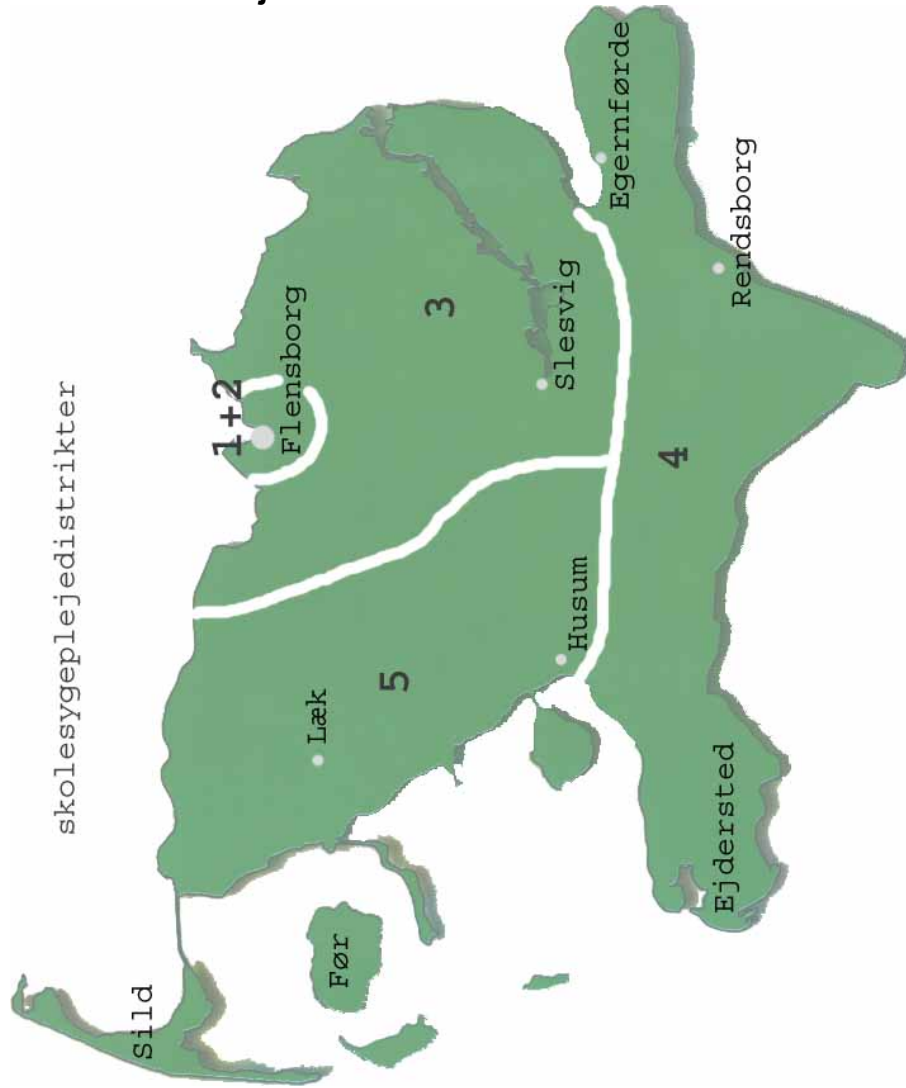 skolesygeplejedistrikter
1+2
Flensborg
3
Slesvig
Egernførde
Rendsborg
4
Husum
5
Læk
Ejdersted
Før
Sild